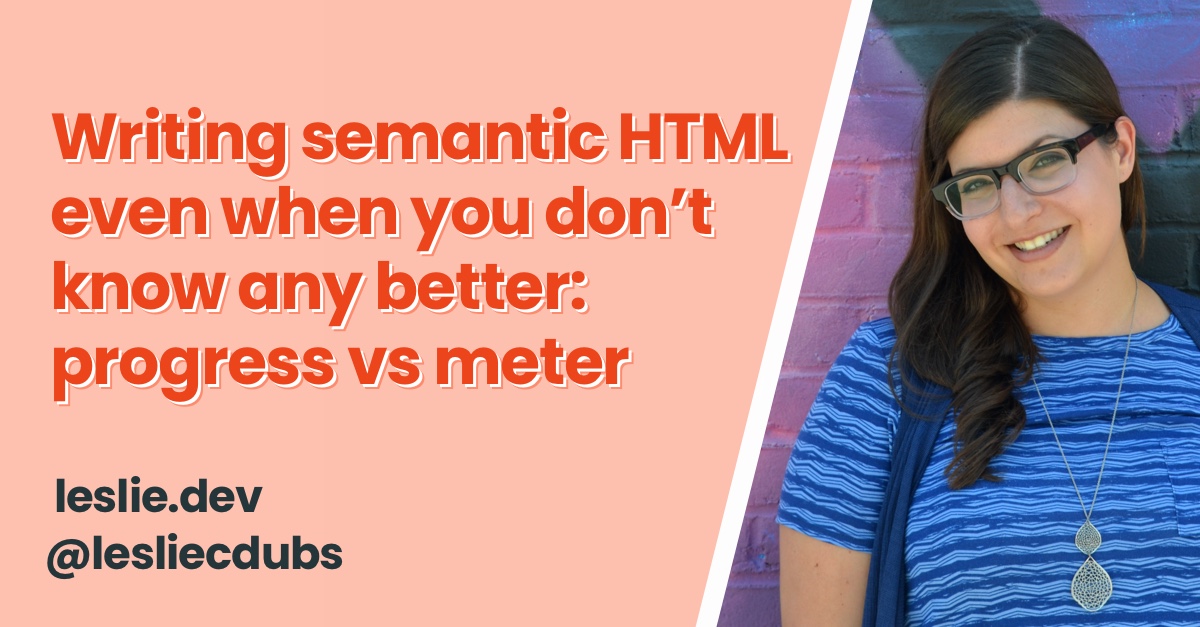 Writing semantic HTML
even when you don’t
know any better:
progress vs meter
leslie.dev
@lesliecdubs